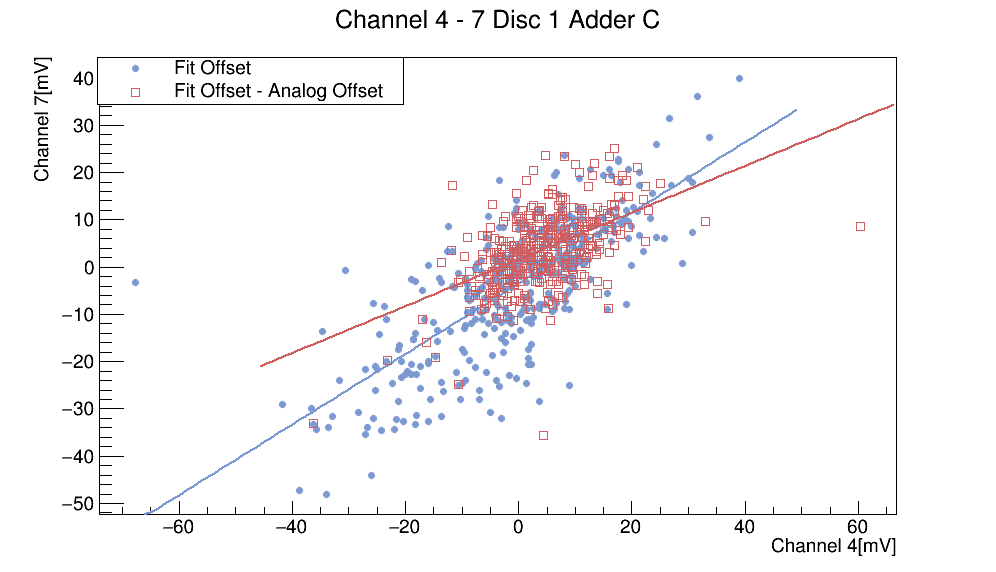 Channel 4 - 7 Disc 1 Adder C
Channel 7[mV]
Fit Offset
Fit Offset - Analog Offset
40
30
20
10
0
−10
−20
−30
−40
−50
−60 −40 −20 0 20 40 60
Channel 4[mV]